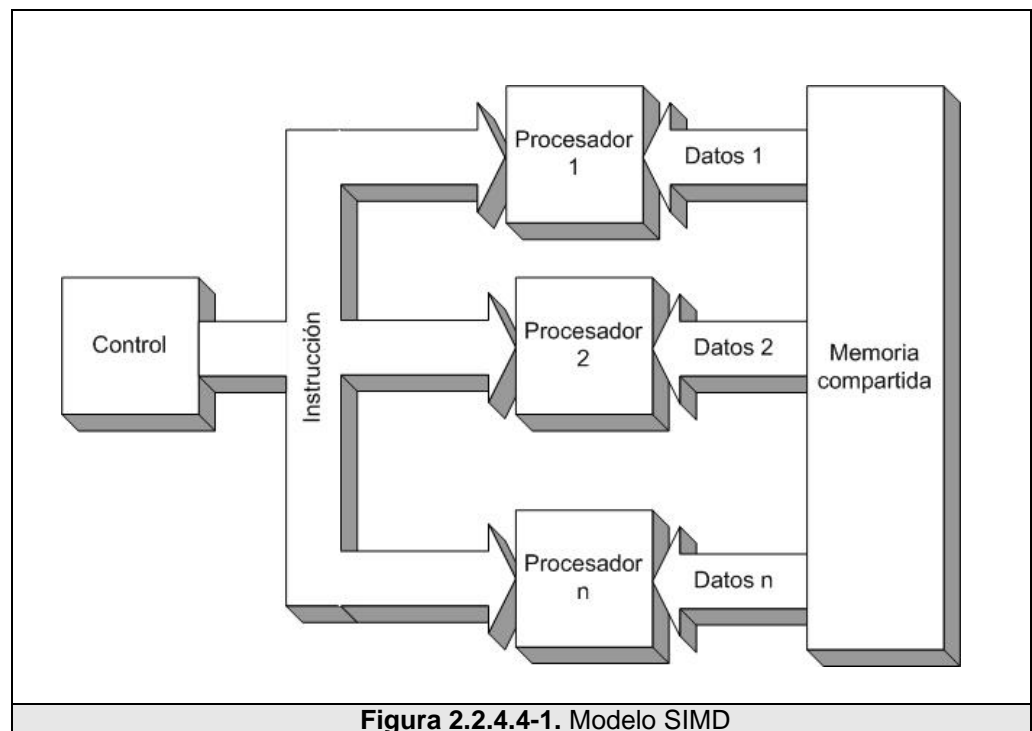 Procesador
1
Datos 1
Control
Instrucción
Procesador
2
Datos 2
Memoria
compartida
Procesador
n
Datos n
Figura 2.2.4.4-1. Modelo SIMD